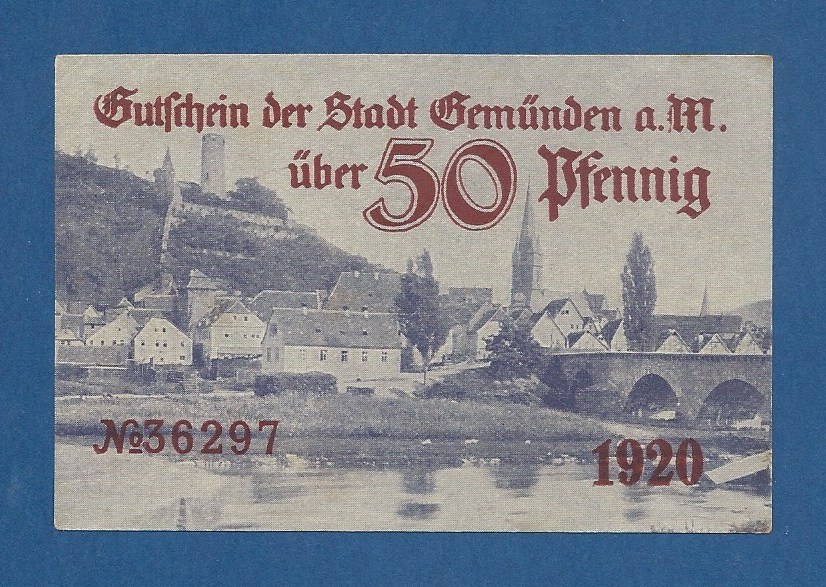 Gutschein der Stadt Gemünden a. M.
über 50 Pfennig
№36297
1920